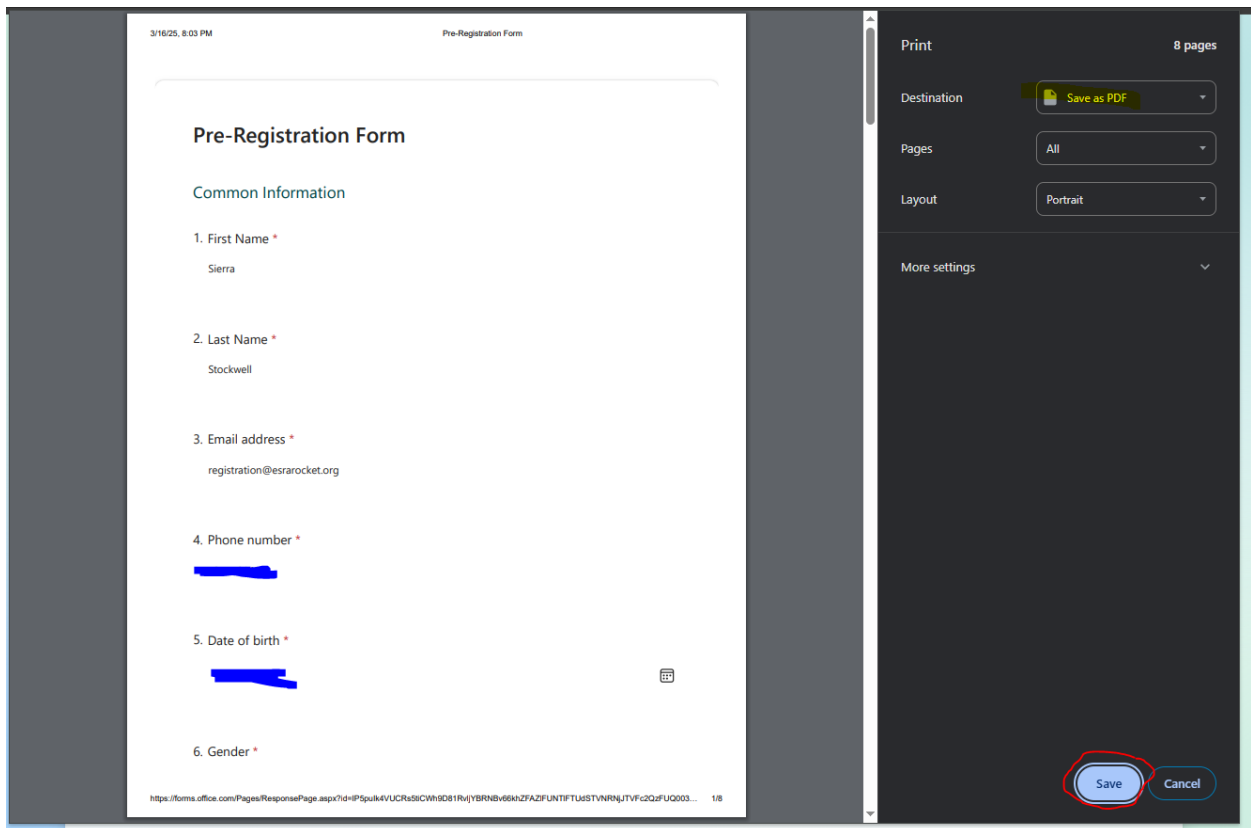 3/16/25, 8:03 PM Pre-Registration Form
Pre-Registration Form
Common Information
1. First Name *
Sierra
2. Last Name *
Stockwell
3. Email address *
registration@esrarocket.org
4. Phone number *
5. Date of birth *
6. Gender *
1/8
Print 8 pages
Destination Save as PDF
Pages All
Layout Portrait
More settings
Save Cancel